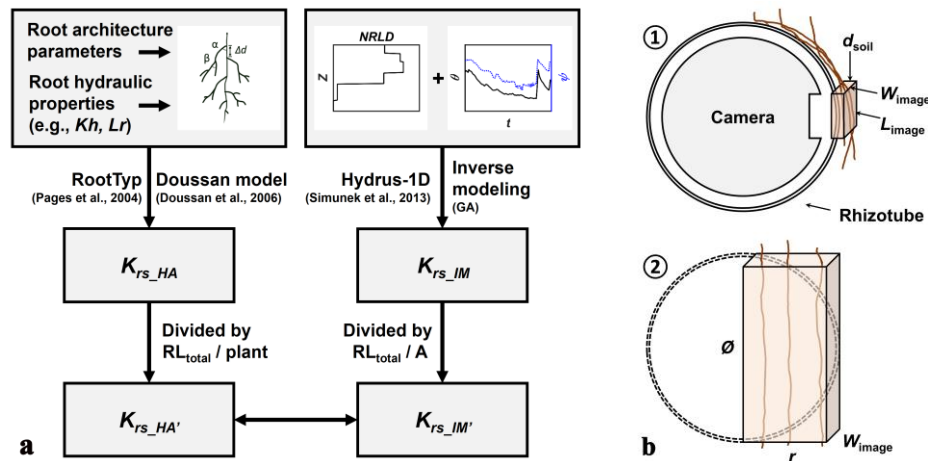 Root architecture
parameters
Root hydraulic
properties
(e.g., Kh, Lr)
α
β
Δd
NRLD
Z
+
θ
ψ
t
RootTyp
(Pages et al., 2004)
Doussan model
(Doussan et al., 2006)
Hydrus-1D
(Simunek et al., 2013)
Inverse
modeling
(GA)
Krs_HA
Krs_IM
Divided by
RLtotal / plant
Divided by
RLtotal / A
Krs_HA'
Krs_IM'
a
①
dsoil
Wimage
Limage
Camera
Rhizotube
②
Ø
r
Wimage
b